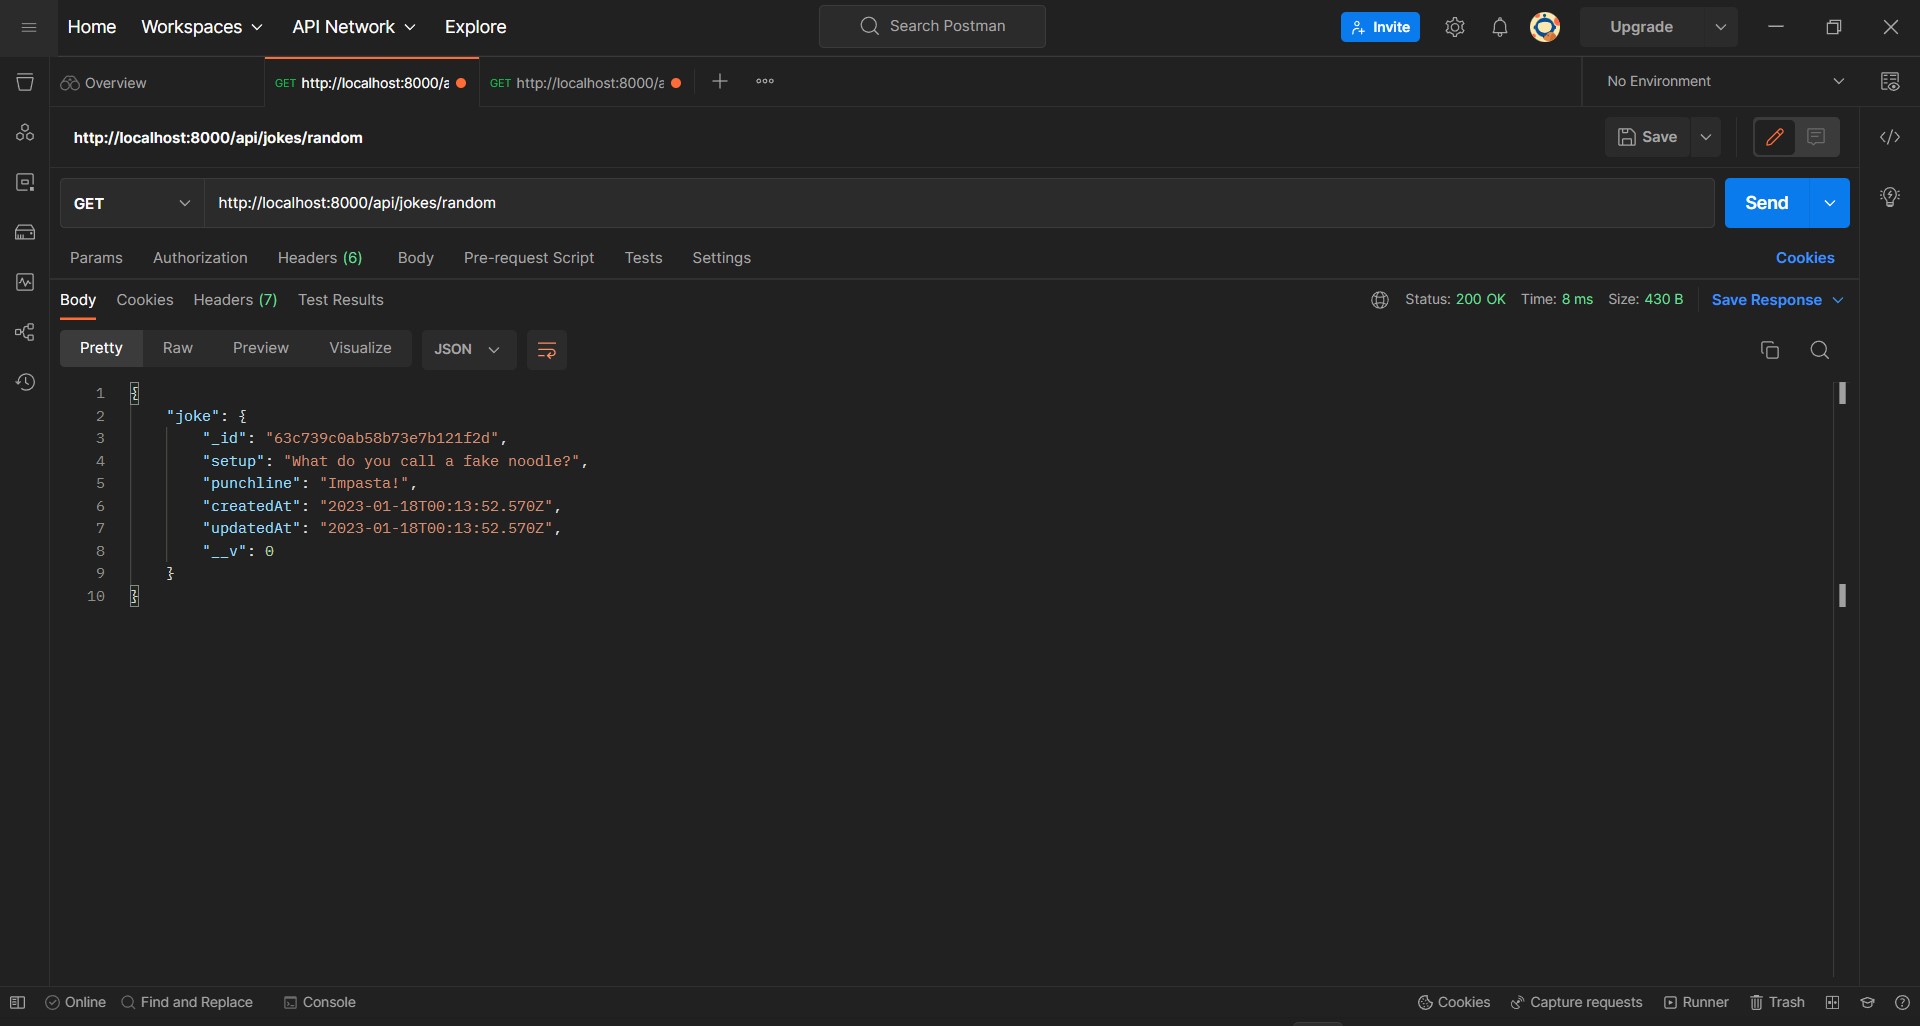 Home Workspaces API Network Explore Search Postman Invite Upgrade
Overview GET http://localhost:8000/a GET http://localhost:8000/a No Environment
http://localhost:8000/api/jokes/random Save
GET http://localhost:8000/api/jokes/random Send
Params Authorization Headers (6) Body Pre-request Script Tests Settings Cookies
Body Cookies Headers (7) Test Results Status: 200 OK Time: 8 ms Size: 430 B Save Response
Pretty Raw Preview Visualize JSON
1 {
2 "joke": {
3 "_id": "63c739c0ab58b73e7b121f2d",
4 "setup": "What do you call a fake noodle?",
5 "punchline": "Impasta!",
6 "createdAt": "2023-01-18T00:13:52.570Z",
7 "updatedAt": "2023-01-18T00:13:52.570Z",
8 "__v": 0
9 }
10 }
Online Find and Replace Console Cookies Capture requests Runner Trash